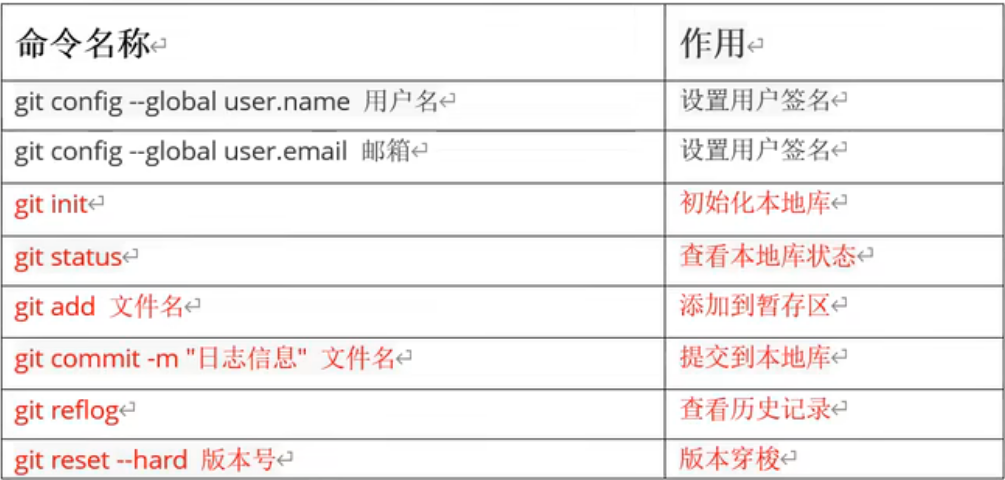 命令名称 作用
git config --global user.name 用户名 设置用户签名
git config --global user.email 邮箱 设置用户签名
git init 初始化本地库
git status 查看本地库状态
git add 文件名 添加到暂存区
git commit -m "日志信息" 文件名 提交到本地库
git reflog 查看历史记录
git reset --hard 版本号 版本穿梭